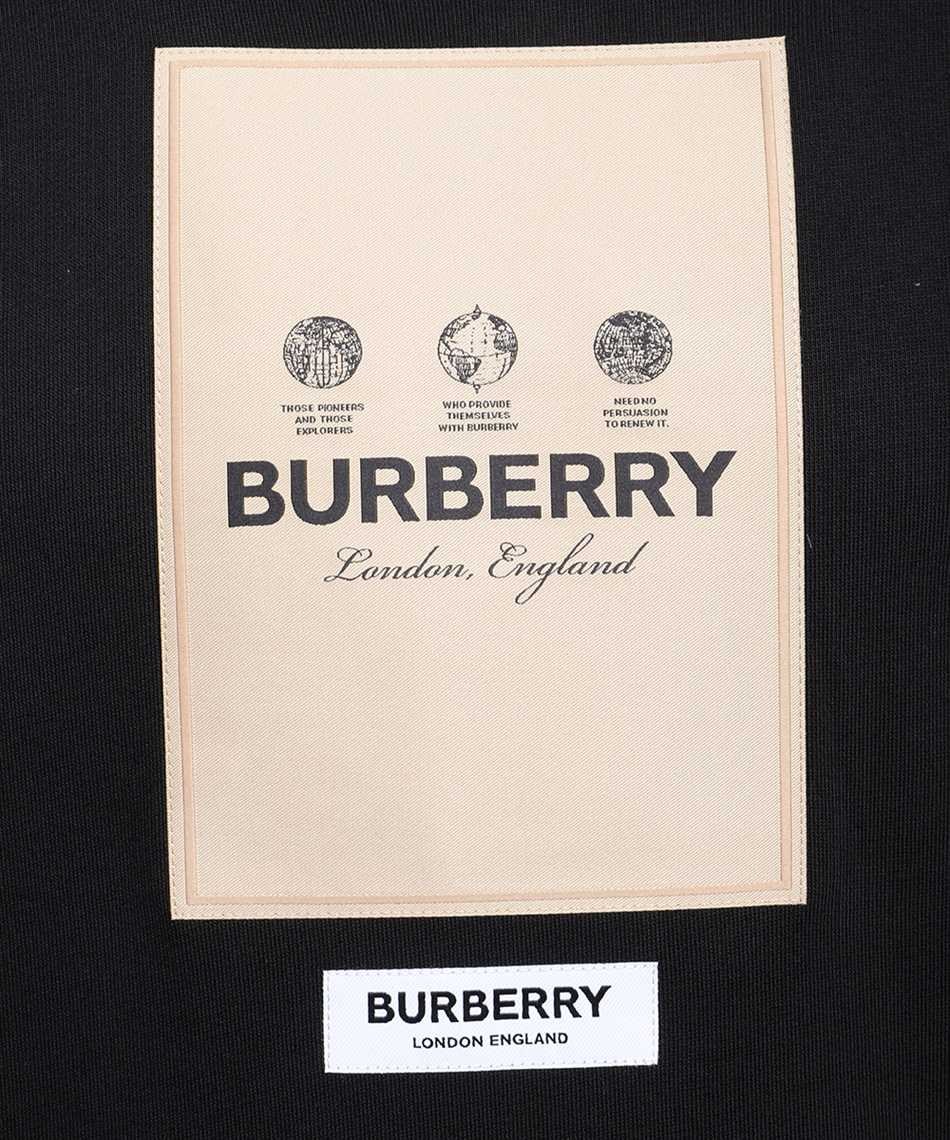 THOSE PIONEERS
AND THOSE
EXPLORERS
WHO PROVIDE
THEMSELVES
WITH BURBERRY
NEED NO
PERSUASION
TO RENEW IT.
BURBERRY
London, England
BURBERRY
LONDON ENGLAND